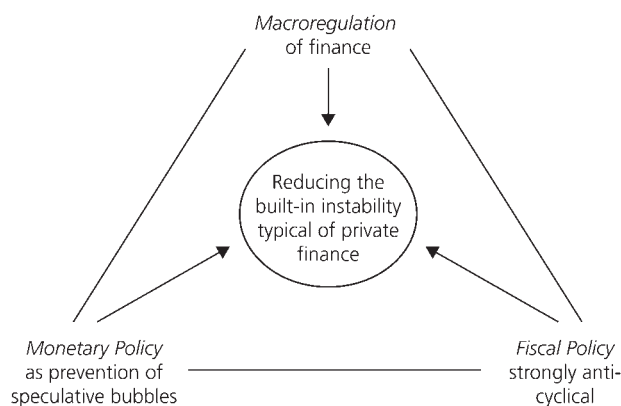 Macroregulation
of finance
Reducing the
built-in instability
typical of private
finance
Monetary Policy
as prevention of
speculative bubbles
Fiscal Policy
strongly anti-
cyclical